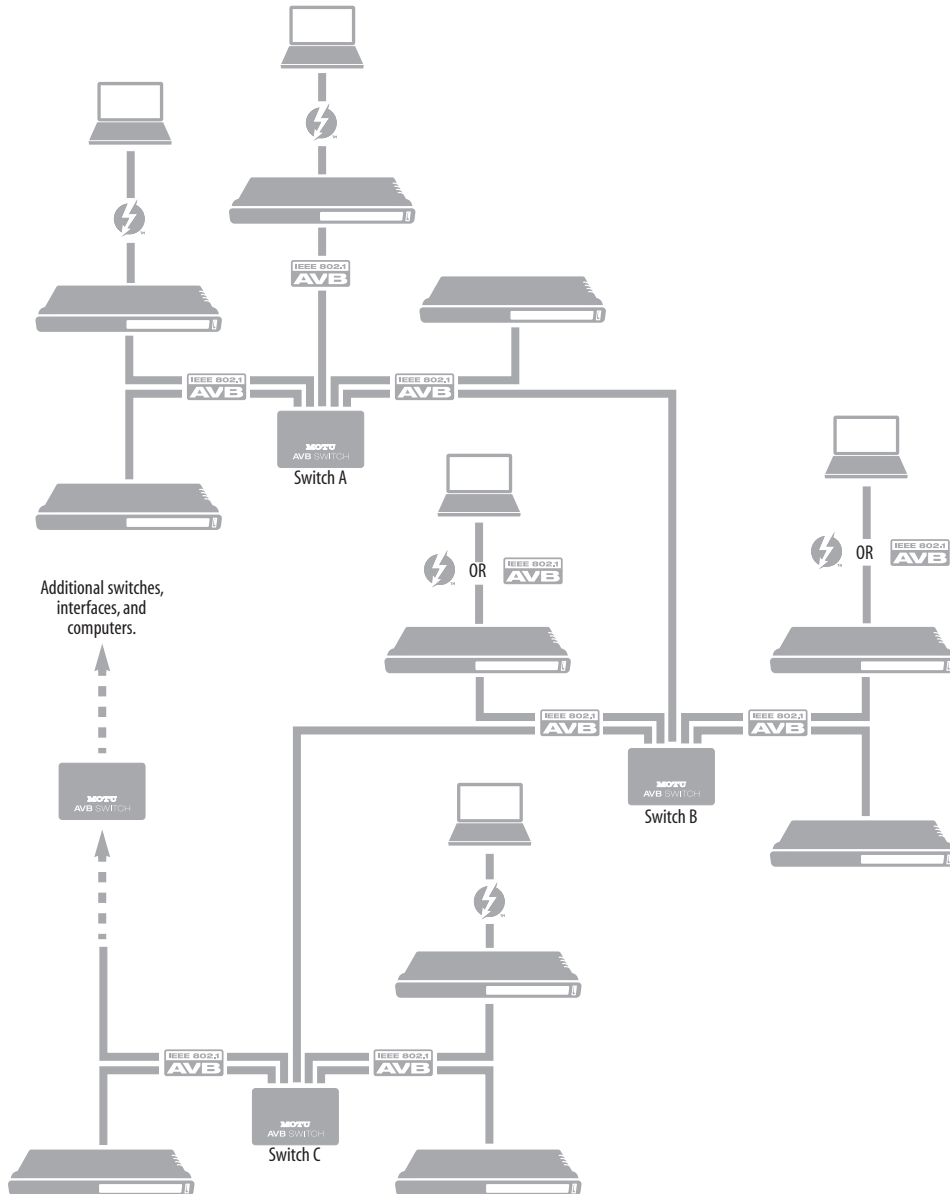 IEEE 802.1
AVB
IEEE 802.1
AVB
IEEE 802.1
AVB
MOTU
AVB SWITCH
Switch A
OR
IEEE 802.1
AVB
OR
IEEE 802.1
AVB
Additional switches,
interfaces, and
computers.
IEEE 802.1
AVB
IEEE 802.1
AVB
MOTU
AVB SWITCH
Switch B
MOTU
AVB SWITCH
IEEE 802.1
AVB
IEEE 802.1
AVB
MOTU
AVB SWITCH
Switch C